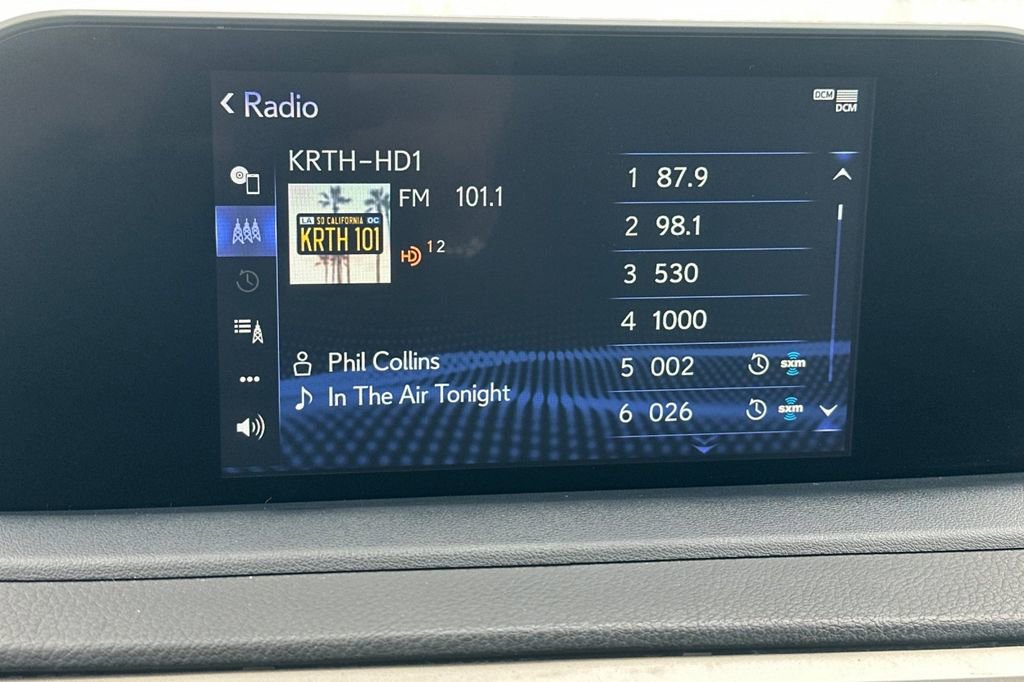 Radio
DCM
DCM
KRTH-HD1
LA SO CALIFORNIA OC
KRTH 101
FM 101.1
HD 1 2
Phil Collins
In The Air Tonight
1 87.9
2 98.1
3 530
4 1000
5 002 sxm
6 026 sxm